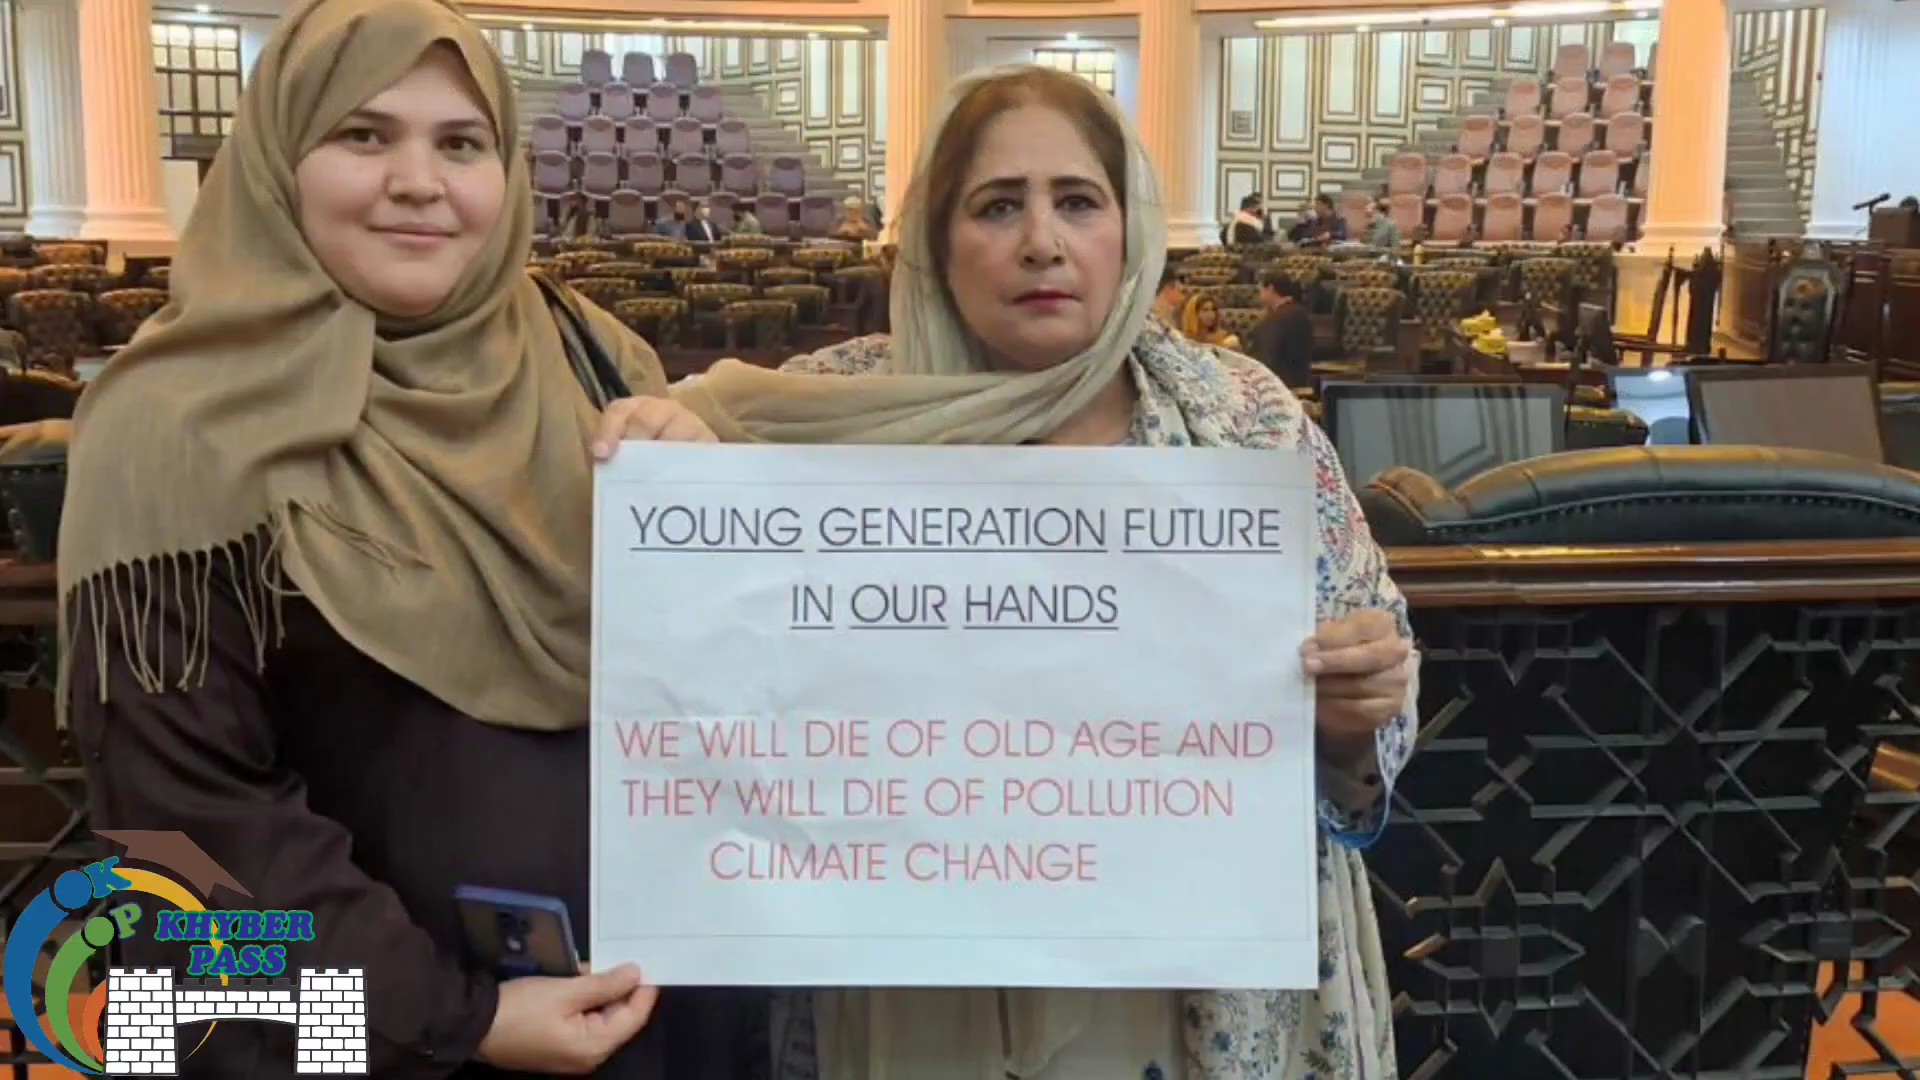 YOUNG GENERATION FUTURE
IN OUR HANDS
WE WILL DIE OF OLD AGE AND
THEY WILL DIE OF POLLUTION
CLIMATE CHANGE
K
P
KHYBER
PASS